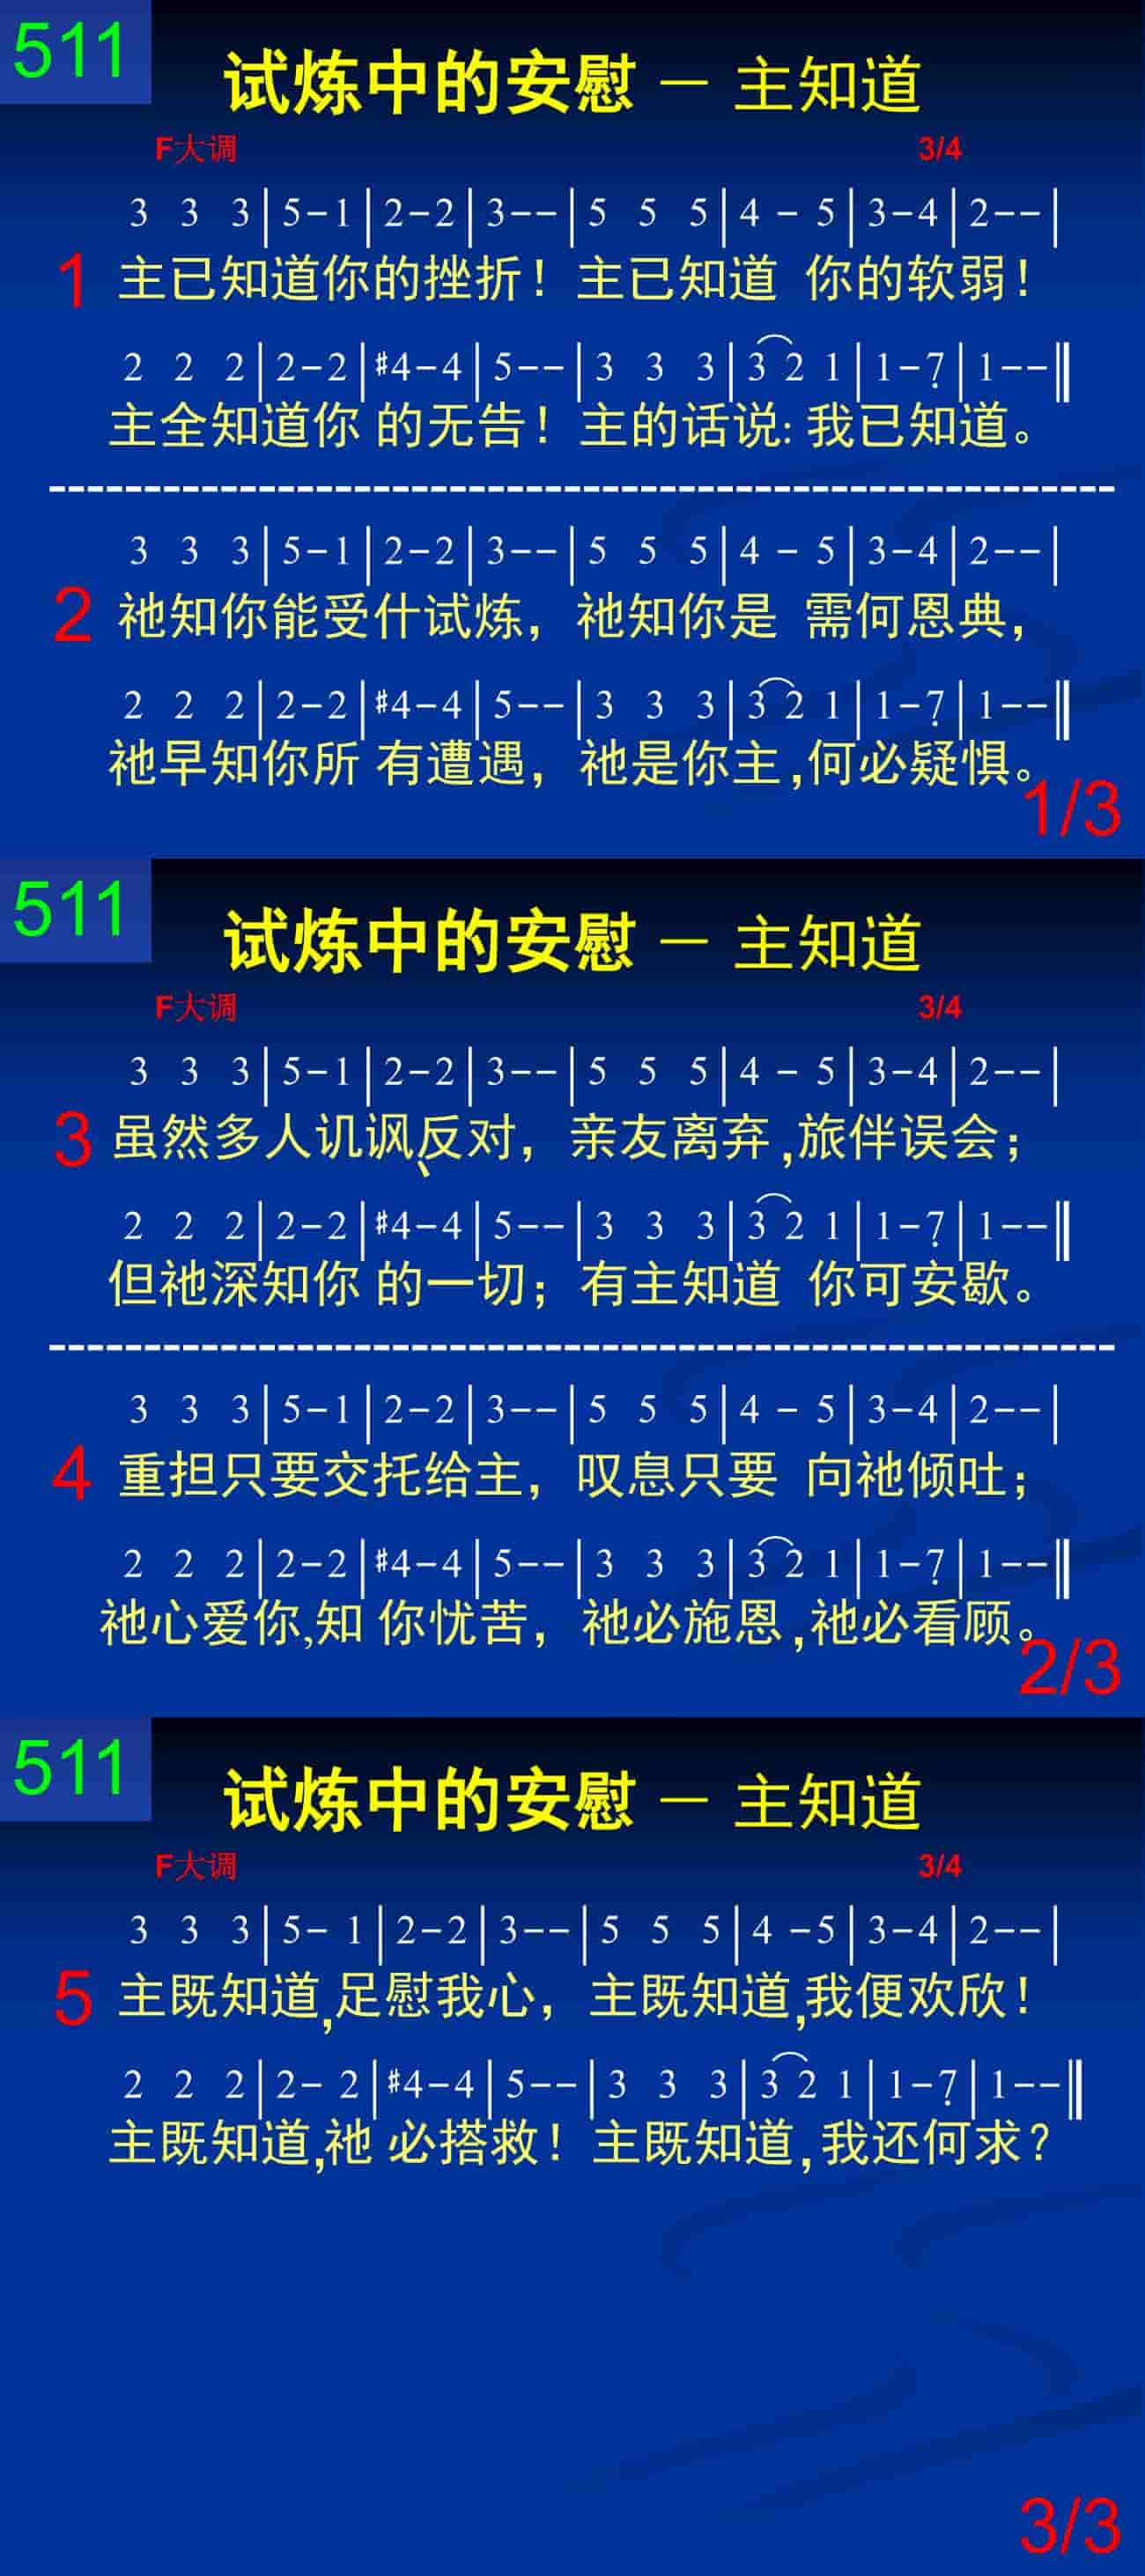 511
试炼中的安慰 － 主知道
F大调 3/4
3 3 3|5-1|2-2|3--|5 5 5|4 - 5|3-4|2--|
1 主已知道你的挫折！主已知道 你的软弱！
2 2 2|2-2|#4-4|5--|3 3 3|3 2 1|1-7̣|1--‖
主全知道你 的无告！主的话说: 我已知道。
3 3 3|5-1|2-2|3--|5 5 5|4 - 5|3-4|2--|
2 祂知你能受什试炼，祂知你是 需何恩典，
2 2 2|2-2|#4-4|5--|3 3 3|3 2 1|1-7̣|1--‖
祂早知你所 有遭遇，祂是你主,何必疑惧。
1/3
511
试炼中的安慰 － 主知道
F大调 3/4
3 3 3|5-1|2-2|3--|5 5 5|4 - 5|3-4|2--|
3 虽然多人讥讽、反对，亲友离弃,旅伴误会；
2 2 2|2-2|#4-4|5--|3 3 3|3 2 1|1-7̣|1--‖
但祂深知你 的一切；有主知道 你可安歇。
3 3 3|5-1|2-2|3--|5 5 5|4 - 5|3-4|2--|
4 重担只要交托给主，叹息只要 向祂倾吐；
2 2 2|2-2|#4-4|5--|3 3 3|3 2 1|1-7̣|1--‖
祂心爱你,知 你忧苦，祂必施恩,祂必看顾。
2/3
511
试炼中的安慰 － 主知道
F大调 3/4
3 3 3|5- 1|2-2|3--|5 5 5|4 -5|3-4|2--|
5 主既知道,足慰我心，主既知道,我便欢欣！
2 2 2|2- 2|#4-4|5--|3 3 3|3 2 1|1-7̣|1--‖
主既知道,祂 必搭救！主既知道,我还何求？
3/3